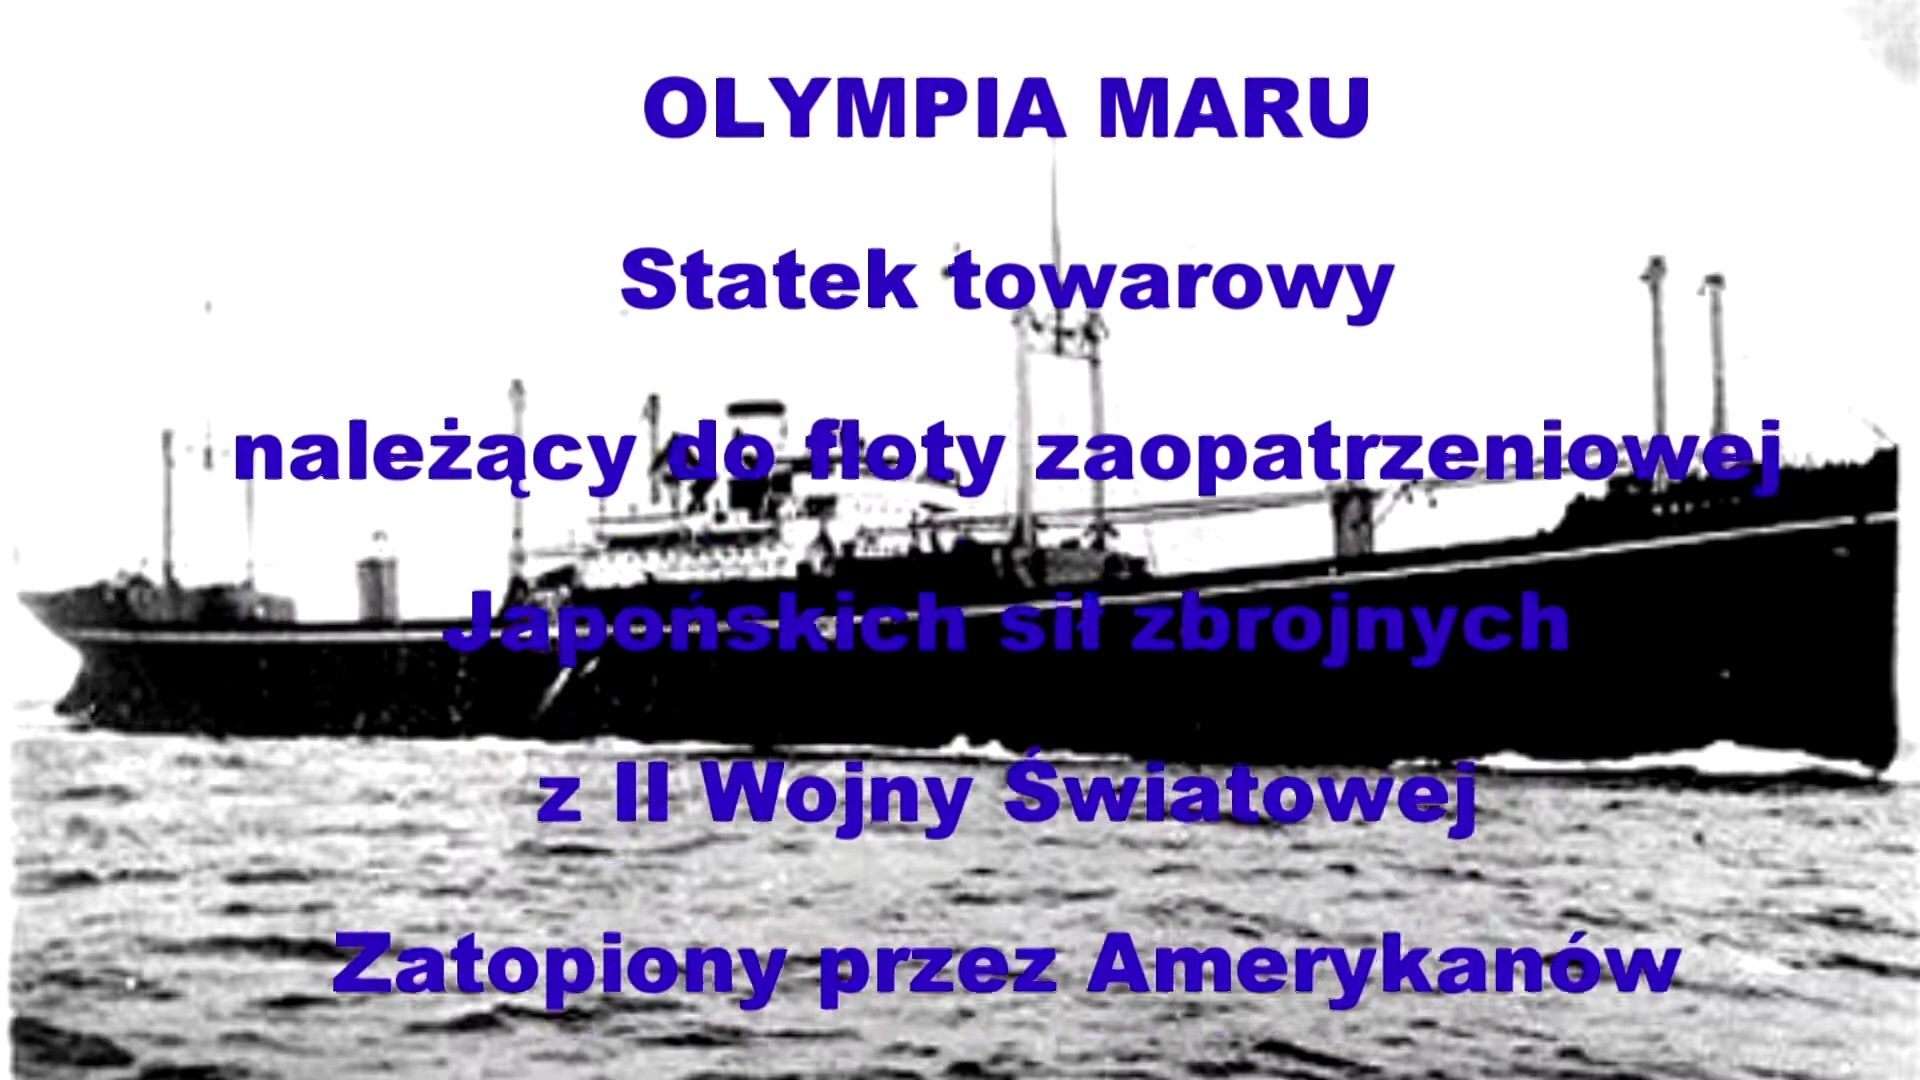 OLYMPIA MARU
Statek towarowy
należący do floty zaopatrzeniowej
Japońskich sił zbrojnych
z II Wojny Światowej
Zatopiony przez Amerykanów